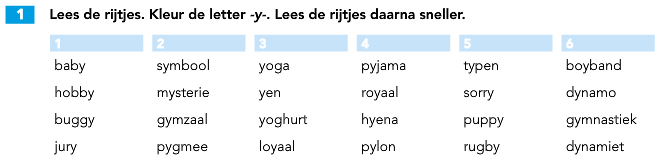 1 Lees de rijtjes. Kleur de letter -y-. Lees de rijtjes daarna sneller.
1 2 3 4 5 6
baby symbool yoga pyjama typen boyband
hobby mysterie yen royaal sorry dynamo
buggy gymzaal yoghurt hyena puppy gymnastiek
jury pygmee loyaal pylon rugby dynamiet